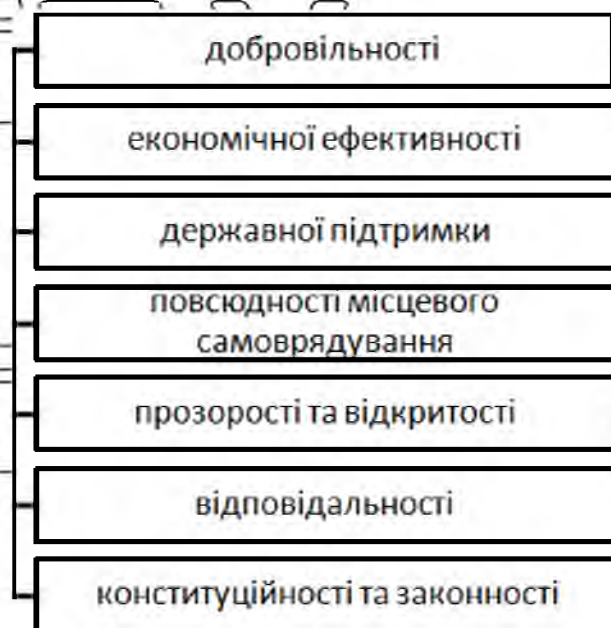 добровільності
економічної ефективності
державної підтримки
повсюдності місцевого
самоврядування
прозорості та відкритості
відповідальності
конституційності та законності